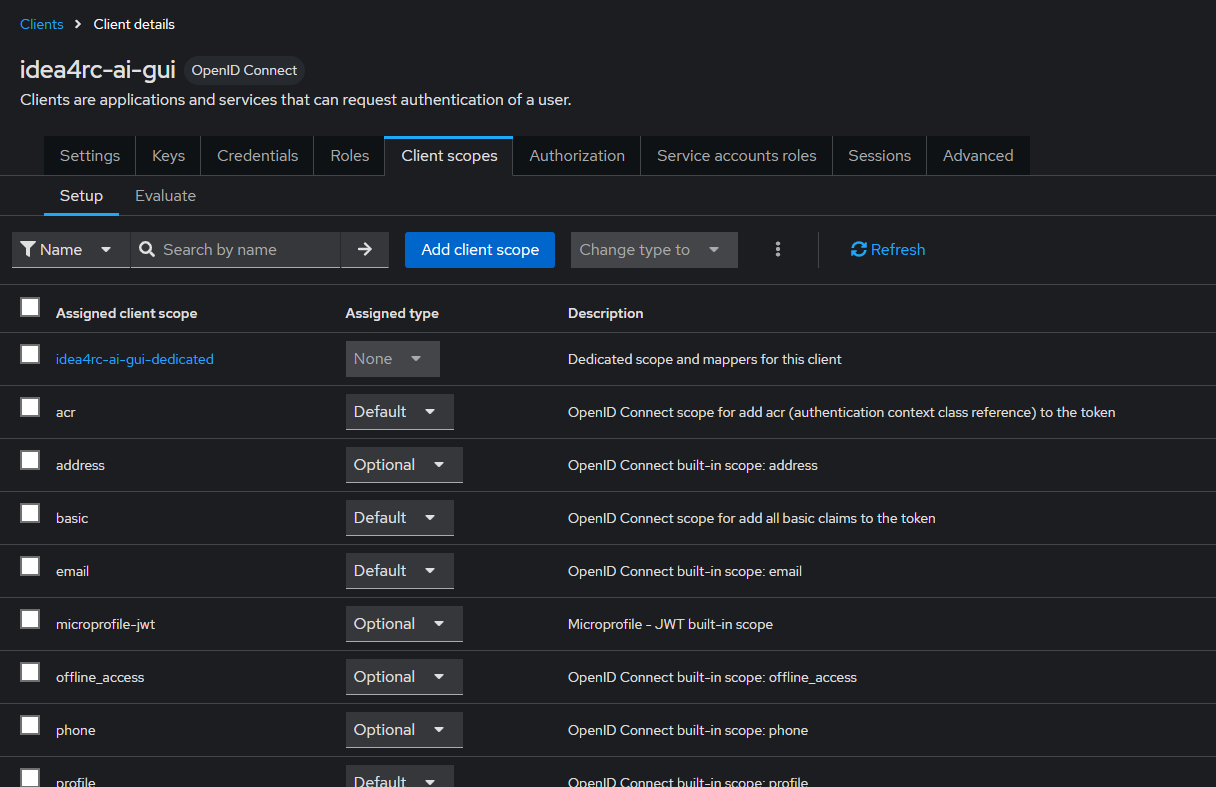 Clients > Client details
idea4rc-ai-gui OpenID Connect
Clients are applications and services that can request authentication of a user.
Settings Keys Credentials Roles Client scopes Authorization Service accounts roles Sessions Advanced
Setup Evaluate
Name Search by name Add client scope Change type to Refresh
Assigned client scope Assigned type Description
idea4rc-ai-gui-dedicated None Dedicated scope and mappers for this client
acr Default OpenID Connect scope for add acr (authentication context class reference) to the token
address Optional OpenID Connect built-in scope: address
basic Default OpenID Connect scope for add all basic claims to the token
email Default OpenID Connect built-in scope: email
microprofile-jwt Optional Microprofile - JWT built-in scope
offline_access Optional OpenID Connect built-in scope: offline_access
phone Optional OpenID Connect built-in scope: phone
profile Default OpenID Connect built-in scope: profile